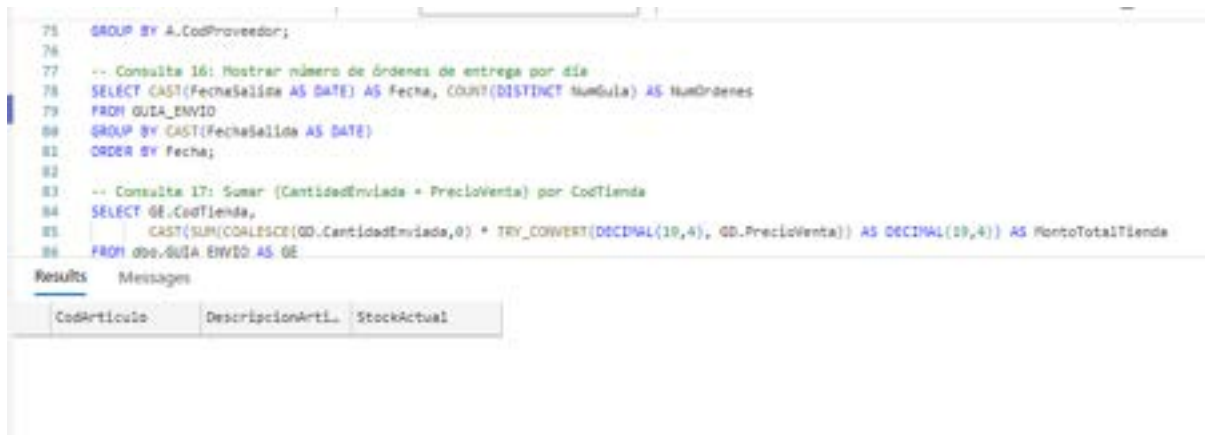 75 GROUP BY A.CodProveedor;
76
77 -- Consulta 16: Mostrar número de órdenes de entrega por día
78 SELECT CAST(FechaSalida AS DATE) AS Fecha, COUNT(DISTINCT NumGuia) AS NumOrdenes
79 FROM GUIA_ENVIO
80 GROUP BY CAST(FechaSalida AS DATE)
81 ORDER BY Fecha;
82
83 -- Consulta 17: Sumar (CantidadEnviada * PrecioVenta) por CodTienda
84 SELECT GE.CodTienda,
85 CAST(SUM(COALESCE(GD.CantidadEnviada,0) * TRY_CONVERT(DECIMAL(19,4), GD.PrecioVenta)) AS DECIMAL(19,4)) AS MontoTotalTienda
86 FROM dbo.GUIA_ENVIO AS GE
Results Messages
CodArticulo DescripcionArti… StockActual